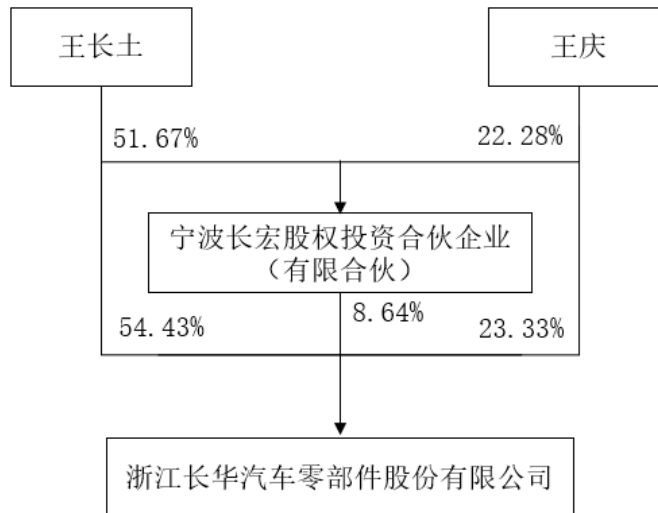 王长土
王庆
51.67%
22.28%
宁波长宏股权投资合伙企业
（有限合伙）
8.64%
54.43%
23.33%
浙江长华汽车零部件股份有限公司